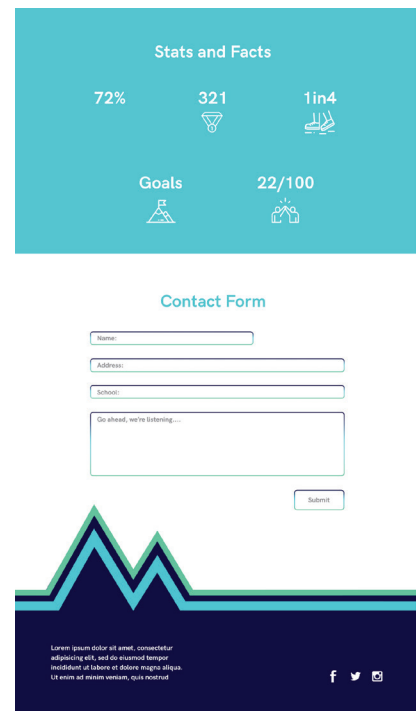 Stats and Facts
72%
321
1in4
Goals
22/100
Contact Form
Name:
Address:
School:
Go ahead, we're listening....
Submit
Lorem ipsum dolor sit amet, consectetur
adipisicing elit, sed do eiusmod tempor
incididunt ut labore et dolore magna aliqua.
Ut enim ad minim veniam, quis nostrud